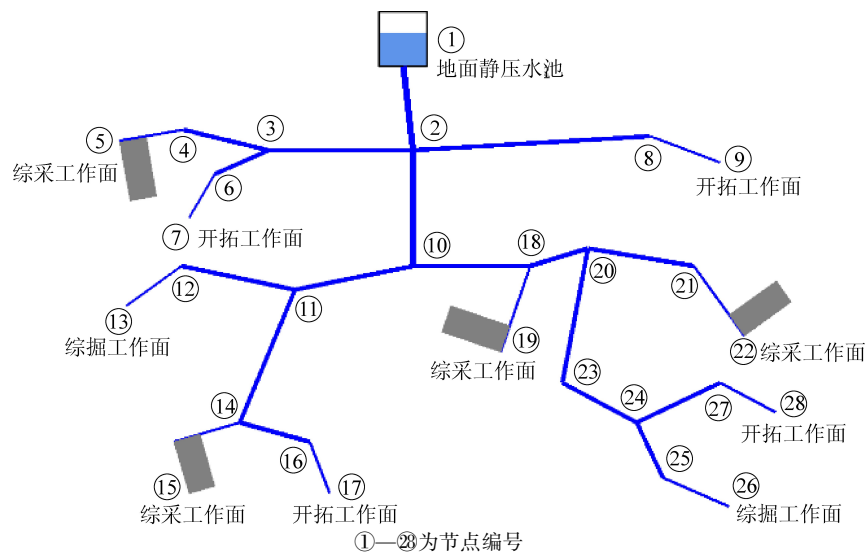 ①
地面静压水池
②
③
④
⑤
综采工作面
⑥
⑦ 开拓工作面
⑧
⑨
开拓工作面
⑩
⑪
⑫
⑬
综掘工作面
⑭
⑮
综采工作面
⑯
⑰
开拓工作面
⑱
⑲
综采工作面
⑳
㉑
㉒ 综采工作面
㉓
㉔
㉕
㉖
综掘工作面
㉗
㉘
开拓工作面
①—㉘为节点编号